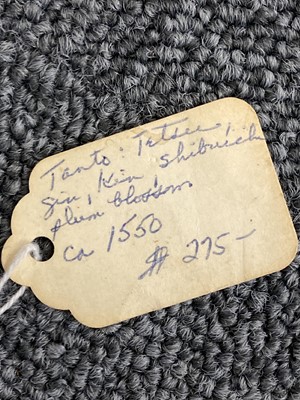 Tanto: Tetsu,
Gin, Kin, Shibuichi
plum blossom
ca 1550
$ 275-